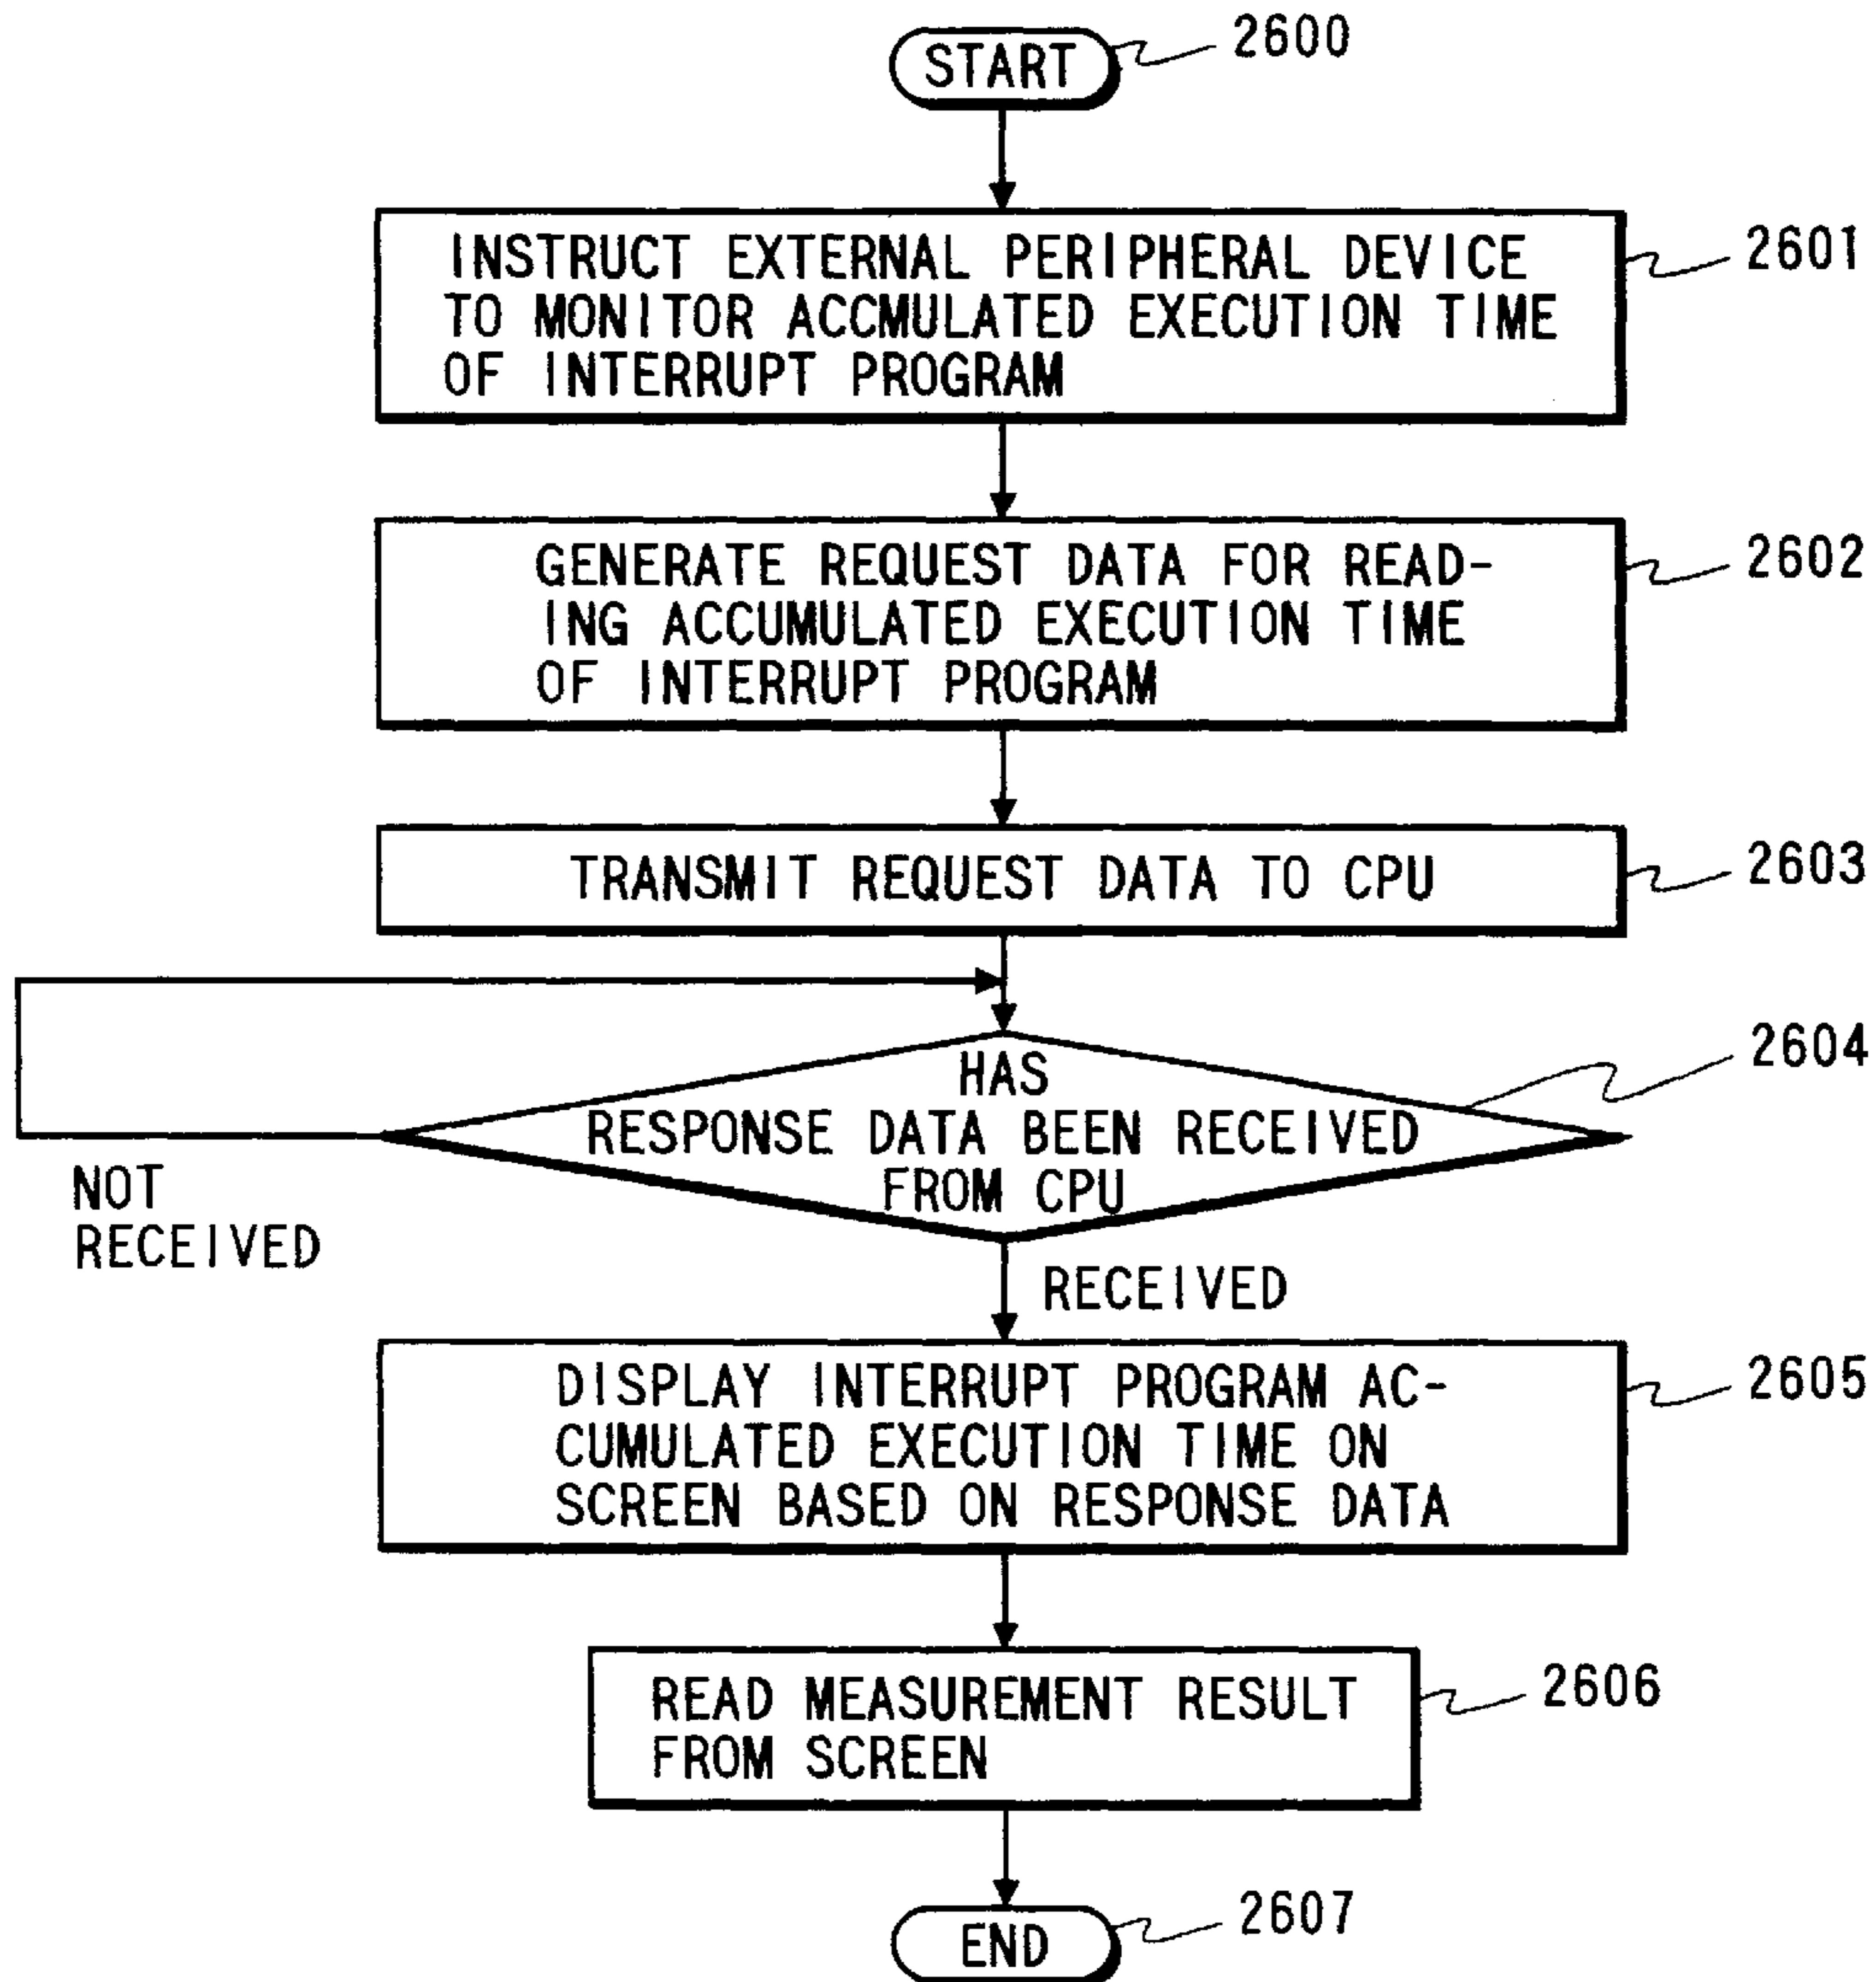 START
2600
INSTRUCT EXTERNAL PERIPHERAL DEVICE
TO MONITOR ACCMULATED EXECUTION TIME
OF INTERRUPT PROGRAM
2601
GENERATE REQUEST DATA FOR READ-
ING ACCUMULATED EXECUTION TIME
OF INTERRUPT PROGRAM
2602
TRANSMIT REQUEST DATA TO CPU
2603
HAS
RESPONSE DATA BEEN RECEIVED
FROM CPU
2604
NOT
RECEIVED
RECEIVED
DISPLAY INTERRUPT PROGRAM AC-
CUMULATED EXECUTION TIME ON
SCREEN BASED ON RESPONSE DATA
2605
READ MEASUREMENT RESULT
FROM SCREEN
2606
END
2607